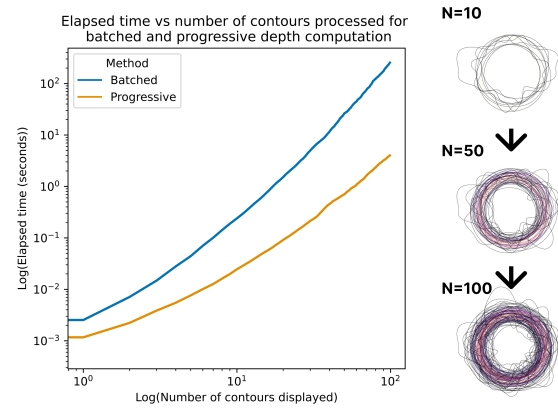 Elapsed time vs number of contours processed for
batched and progressive depth computation
Log(Elapsed time (seconds))
10²
10¹
10⁰
10⁻¹
10⁻²
10⁻³
Method
Batched
Progressive
10⁰
10¹
10²
Log(Number of contours displayed)
N=10
N=50
N=100